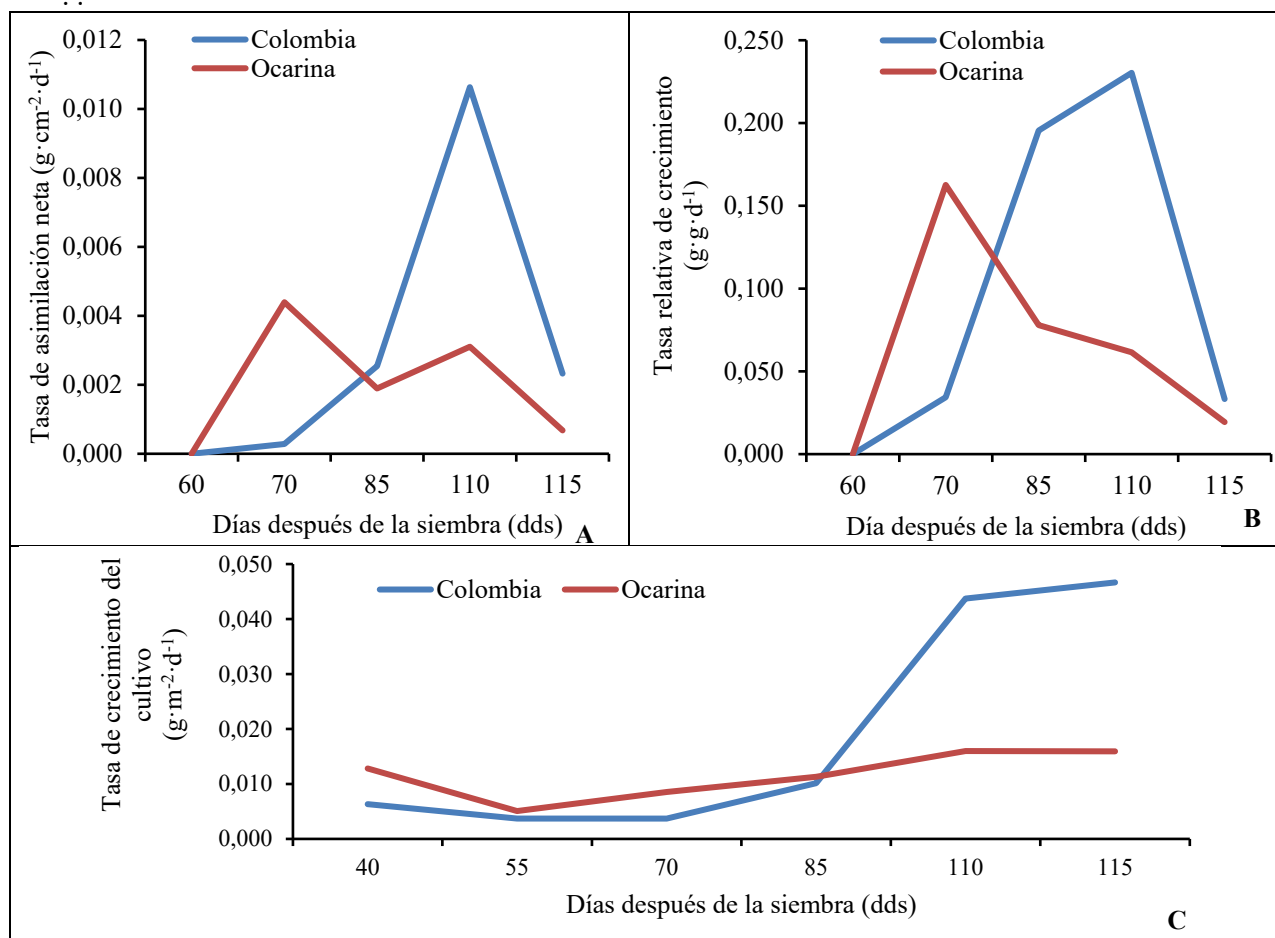 0,012
0,010
0,008
0,006
0,004
0,002
0,000
Tasa de asimilación neta (g·cm-2·d-1)
Colombia
Ocarina
60 70 85 110 115
Días después de la siembra (dds)
A
0,250
0,200
0,150
0,100
0,050
0,000
Tasa relativa de crecimiento
(g·g·d-1)
Colombia
Ocarina
60 70 85 110 115
Día después de la siembra (dds)
B
0,050
0,040
0,030
0,020
0,010
0,000
Tasa de crecimiento del
cultivo
(g·m-2·d-1)
Colombia Ocarina
40 55 70 85 110 115
Días después de la siembra (dds)
C